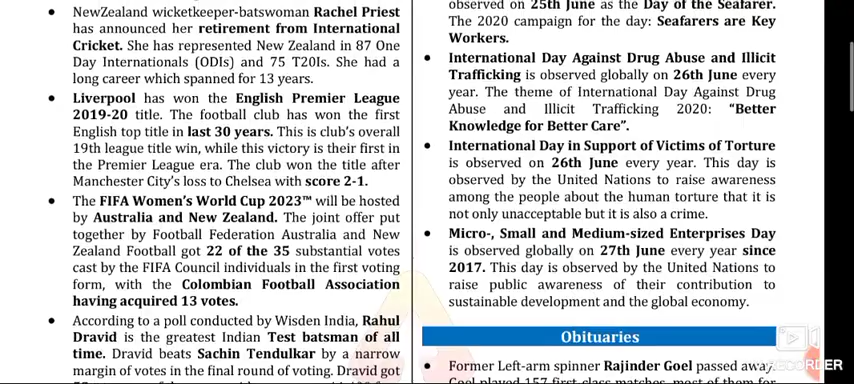 • NewZealand wicketkeeper-batswoman Rachel Priest
has announced her retirement from International
Cricket. She has represented New Zealand in 87 One
Day Internationals (ODIs) and 75 T20Is. She had a
long career which spanned for 13 years.
• Liverpool has won the English Premier League
2019-20 title. The football club has won the first
English top title in last 30 years. This is club's overall
19th league title win, while this victory is their first in
the Premier League era. The club won the title after
Manchester City's loss to Chelsea with score 2-1.
• The FIFA Women's World Cup 2023™ will be hosted
by Australia and New Zealand. The joint offer put
together by Football Federation Australia and New
Zealand Football got 22 of the 35 substantial votes
cast by the FIFA Council individuals in the first voting
form, with the Colombian Football Association
having acquired 13 votes.
• According to a poll conducted by Wisden India, Rahul
Dravid is the greatest Indian Test batsman of all
time. Dravid beats Sachin Tendulkar by a narrow
margin of votes in the final round of voting. Dravid got
observed on 25th June as the Day of the Seafarer.
The 2020 campaign for the day: Seafarers are Key
Workers.
• International Day Against Drug Abuse and Illicit
Trafficking is observed globally on 26th June every
year. The theme of International Day Against Drug
Abuse and Illicit Trafficking 2020: “Better
Knowledge for Better Care”.
• International Day in Support of Victims of Torture
is observed on 26th June every year. This day is
observed by the United Nations to raise awareness
among the people about the human torture that it is
not only unacceptable but it is also a crime.
• Micro-, Small and Medium-sized Enterprises Day
is observed globally on 27th June every year since
2017. This day is observed by the United Nations to
raise public awareness of their contribution to
sustainable development and the global economy.
Obituaries
• Former Left-arm spinner Rajinder Goel passed away.
Goel played 157 first-class matches, most of them for
MADE WITH
KINEMASTER